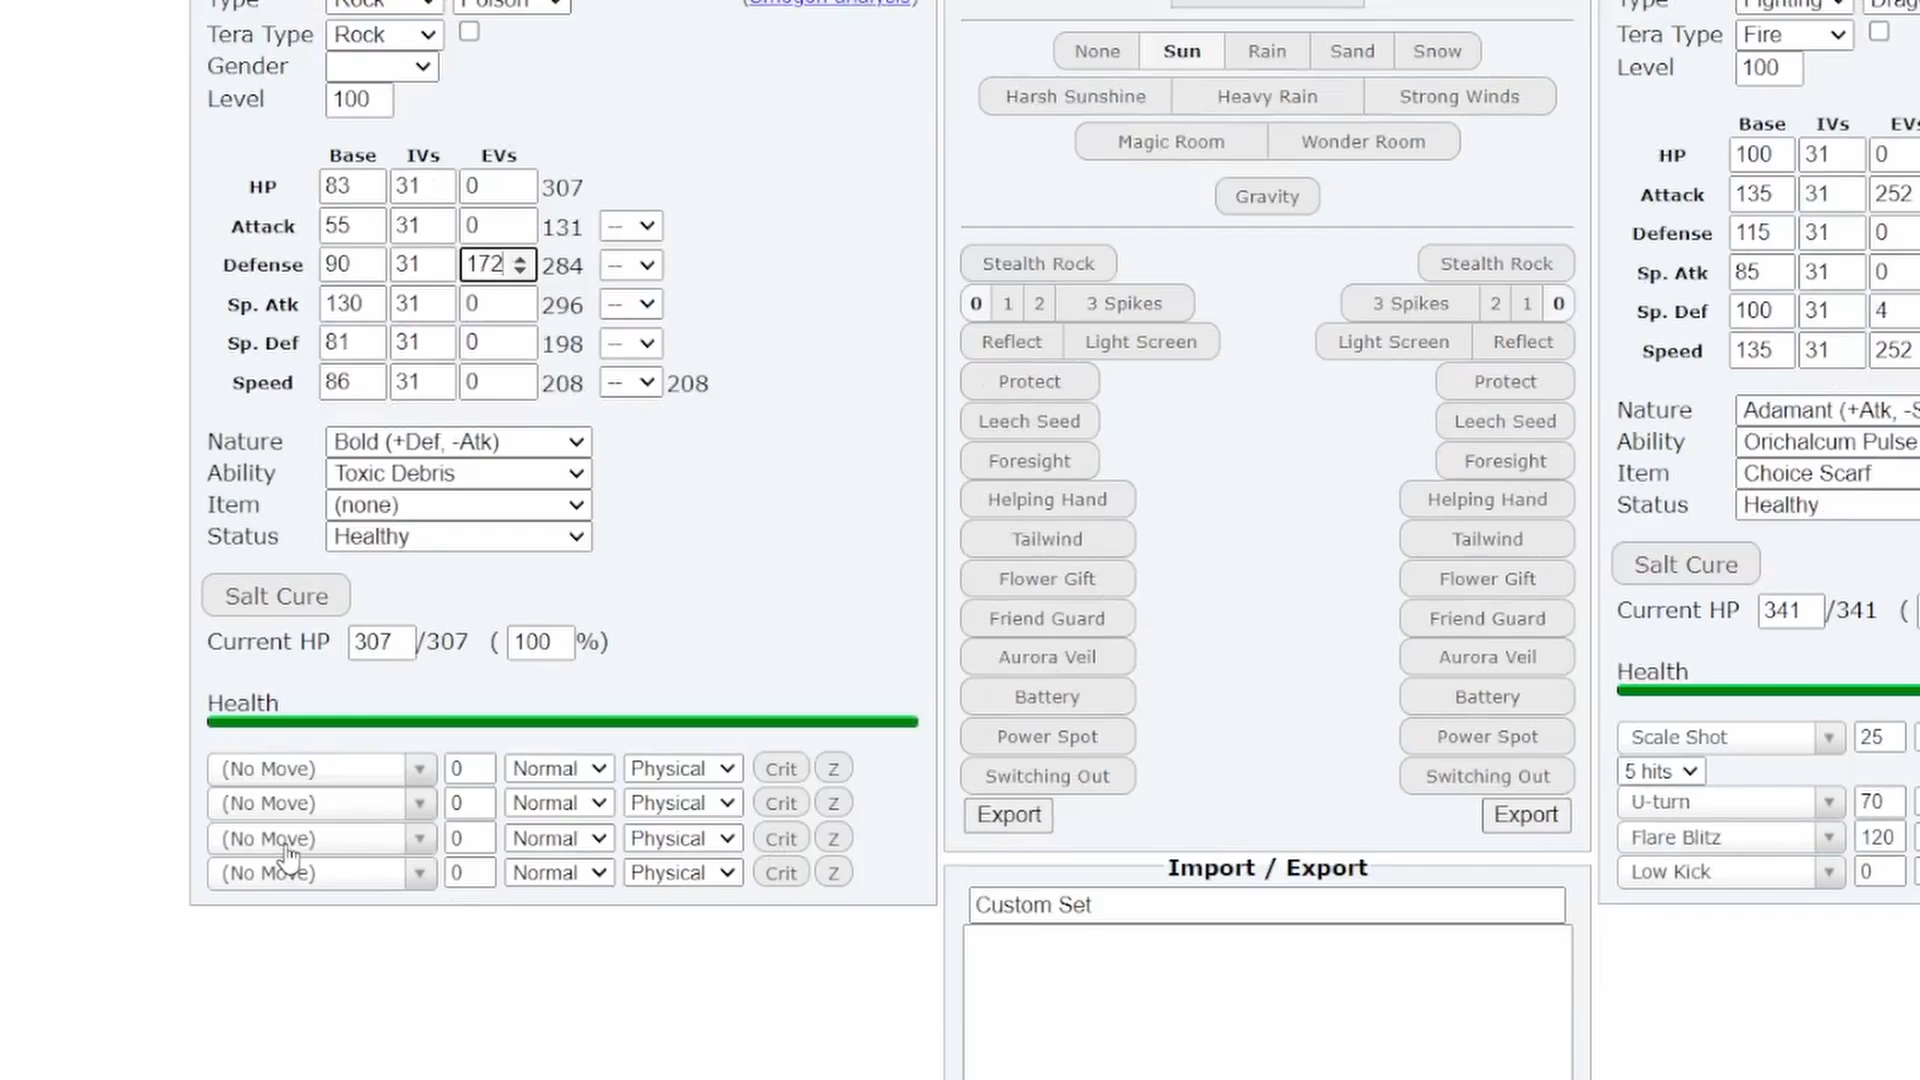 Type Rock Poison (Smogon analysis)
Tera Type Rock
Gender
Level 100
Base IVs EVs
HP 83 31 0 307
Attack 55 31 0 131 --
Defense 90 31 172 284 --
Sp. Atk 130 31 0 296 --
Sp. Def 81 31 0 198 --
Speed 86 31 0 208 -- 208
Nature Bold (+Def, -Atk)
Ability Toxic Debris
Item (none)
Status Healthy
Salt Cure
Current HP 307 /307 ( 100 %)
Health
(No Move) 0 Normal Physical Crit Z
(No Move) 0 Normal Physical Crit Z
(No Move) 0 Normal Physical Crit Z
(No Move) 0 Normal Physical Crit Z
None Sun Rain Sand Snow
Harsh Sunshine Heavy Rain Strong Winds
Magic Room Wonder Room
Gravity
Stealth Rock Stealth Rock
0 1 2 3 Spikes 3 Spikes 2 1 0
Reflect Light Screen Light Screen Reflect
Protect Protect
Leech Seed Leech Seed
Foresight Foresight
Helping Hand Helping Hand
Tailwind Tailwind
Flower Gift Flower Gift
Friend Guard Friend Guard
Aurora Veil Aurora Veil
Battery Battery
Power Spot Power Spot
Switching Out Switching Out
Export Export
Import / Export
Custom Set
Type Fighting Drag
Tera Type Fire
Level 100
Base IVs EVs
HP 100 31 0
Attack 135 31 252
Defense 115 31 0
Sp. Atk 85 31 0
Sp. Def 100 31 4
Speed 135 31 252
Nature Adamant (+Atk, -S
Ability Orichalcum Pulse
Item Choice Scarf
Status Healthy
Salt Cure
Current HP 341 /341 (
Health
Scale Shot 25
5 hits
U-turn 70
Flare Blitz 120
Low Kick 0